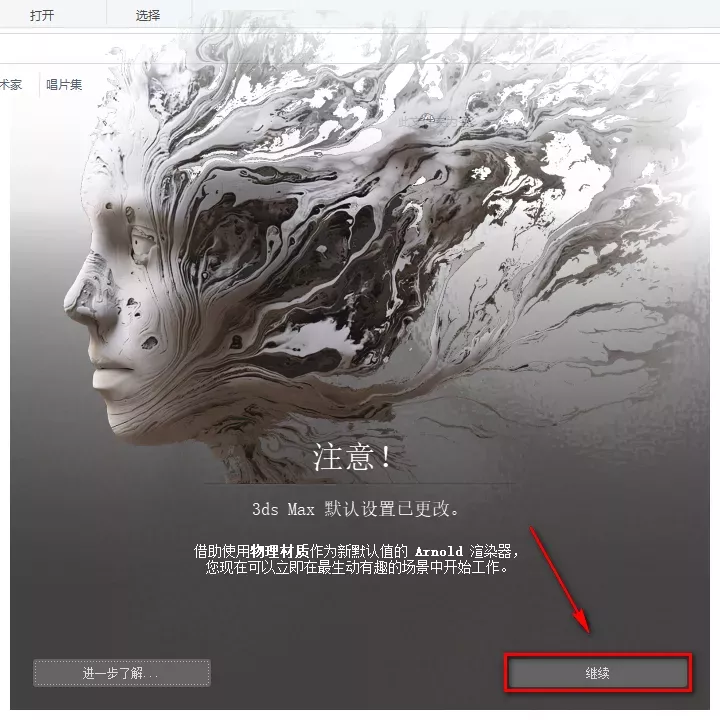 打开 选择
术家 唱片集
注意！
3ds Max 默认设置已更改。
借助使用物理材质作为新默认值的 Arnold 渲染器，
您现在可以立即在最生动有趣的场景中开始工作。
进一步了解... 继续